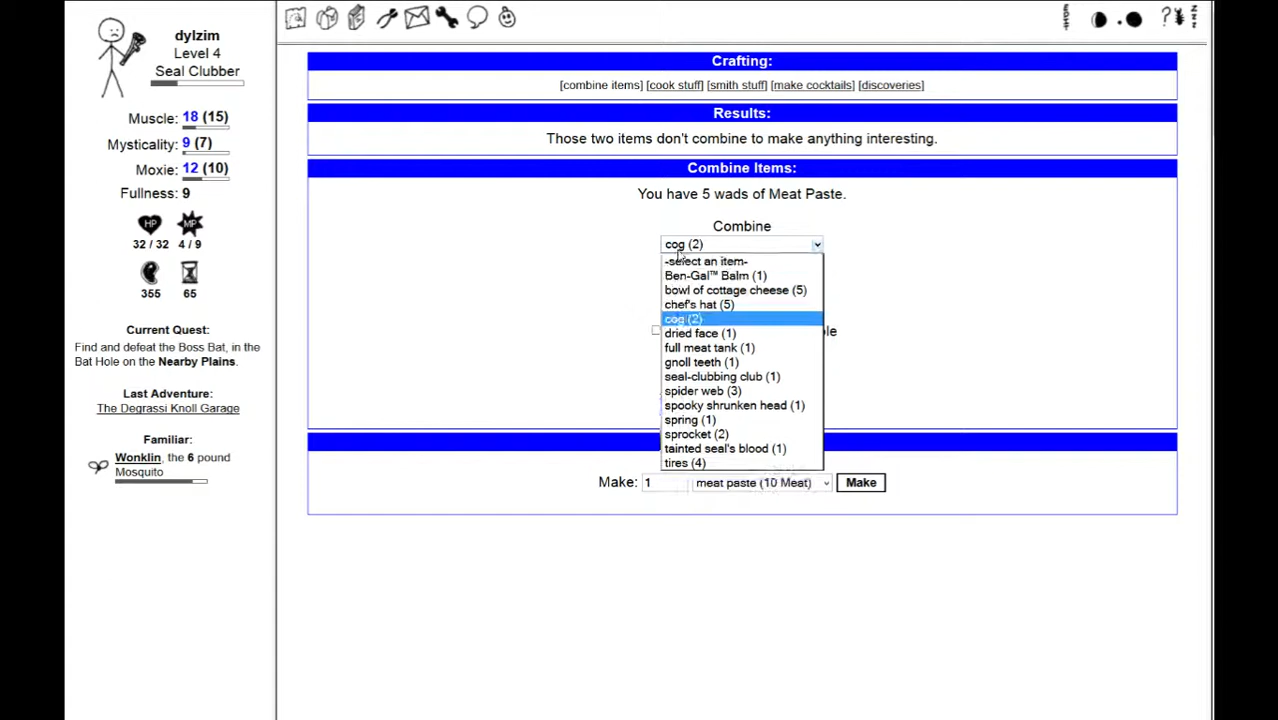 dylzim
Level 4
Seal Clubber
Muscle: 18 (15)
Mysticality: 9 (7)
Moxie: 12 (10)
Fullness: 9
HP MP
32 / 32 4 / 9
355 65
Current Quest:
Find and defeat the Boss Bat, in the
Bat Hole on the Nearby Plains.
Last Adventure:
The Degrassi Knoll Garage
Familiar:
Wonklin, the 6 pound
Mosquito
Crafting:
[combine items] [cook stuff] [smith stuff] [make cocktails] [discoveries]
Results:
Those two items don't combine to make anything interesting.
Combine Items:
You have 5 wads of Meat Paste.
Combine
cog (2)
-select an item-
Ben-Gal™ Balm (1)
bowl of cottage cheese (5)
chef's hat (5)
cog (2)
dried face (1)
full meat tank (1)
gnoll teeth (1)
seal-clubbing club (1)
spider web (3)
spooky shrunken head (1)
spring (1)
sprocket (2)
tainted seal's blood (1)
tires (4)
Make: 1 meat paste (10 Meat) Make